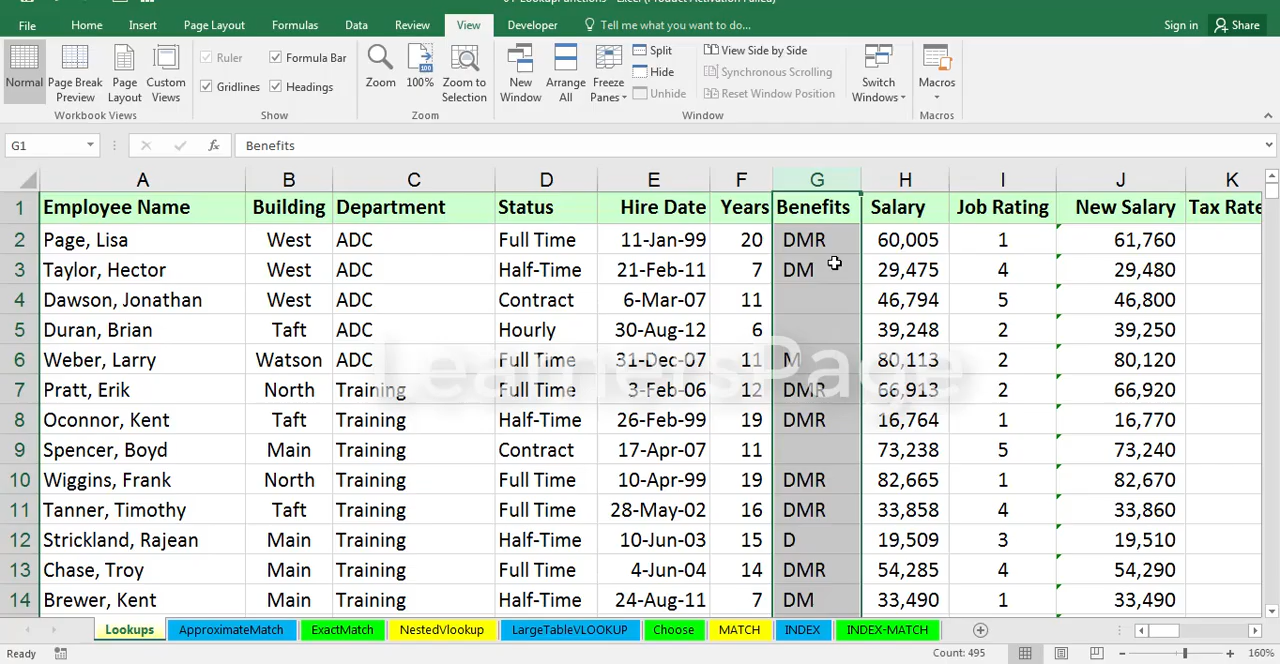 File Home Insert Page Layout Formulas Data Review View Developer Tell me what you want to do... Sign in Share
Normal Page Break Preview Page Layout Custom Views
Ruler Formula Bar
Gridlines Headings
Zoom 100% Zoom to Selection
New Window Arrange All Freeze Panes
Split
Hide
Unhide
View Side by Side
Synchronous Scrolling
Reset Window Position
Switch Windows Macros
Workbook Views Show Zoom Window Macros
G1 fx Benefits
A B C D E F G H I J K
1 Employee Name Building Department Status Hire Date Years Benefits Salary Job Rating New Salary Tax Rate
2 Page, Lisa West ADC Full Time 11-Jan-99 20 DMR 60,005 1 61,760
3 Taylor, Hector West ADC Half-Time 21-Feb-11 7 DM 29,475 4 29,480
4 Dawson, Jonathan West ADC Contract 6-Mar-07 11 46,794 5 46,800
5 Duran, Brian Taft ADC Hourly 30-Aug-12 6 39,248 2 39,250
6 Weber, Larry Watson ADC Full Time 31-Dec-07 11 M 80,113 2 80,120
LearnersPage
7 Pratt, Erik North Training Full Time 3-Feb-06 12 DMR 66,913 2 66,920
8 Oconnor, Kent Taft Training Half-Time 26-Feb-99 19 DMR 16,764 1 16,770
9 Spencer, Boyd Main Training Contract 17-Apr-07 11 73,238 5 73,240
10 Wiggins, Frank North Training Full Time 10-Apr-99 19 DMR 82,665 1 82,670
11 Tanner, Timothy Taft Training Full Time 28-May-02 16 DMR 33,858 4 33,860
12 Strickland, Rajean Main Training Half-Time 10-Jun-03 15 D 19,509 3 19,510
13 Chase, Troy Main Training Full Time 4-Jun-04 14 DMR 54,285 4 54,290
14 Brewer, Kent Main Training Half-Time 24-Aug-11 7 DM 33,490 1 33,490
Lookups ApproximateMatch ExactMatch NestedVlookup LargeTableVLOOKUP Choose MATCH INDEX INDEX-MATCH
Ready Count: 495 160%